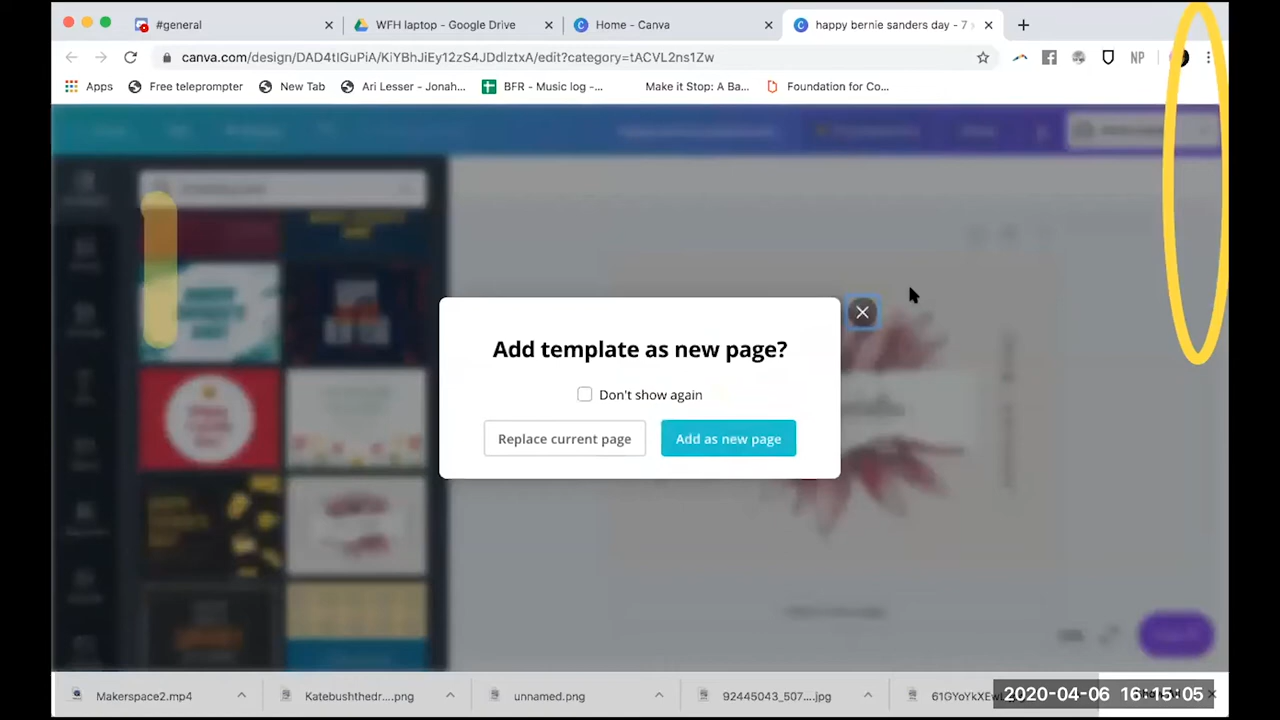 #general
WFH laptop - Google Drive
Home - Canva
happy bernie sanders day - 7
canva.com/design/DAD4tIGuPiA/KiYBhJiEy12zS4JDdlztxA/edit?category=tACVL2ns1Zw
NP
Apps
Free teleprompter
New Tab
Ari Lesser - Jonah...
BFR - Music log -...
Make it Stop: A Ba...
Foundation for Co...
Add template as new page?
Don't show again
Replace current page
Add as new page
Makerspace2.mp4
Katebushthedr....png
unnamed.png
92445043_507....jpg
2020-04-06 16:15:05